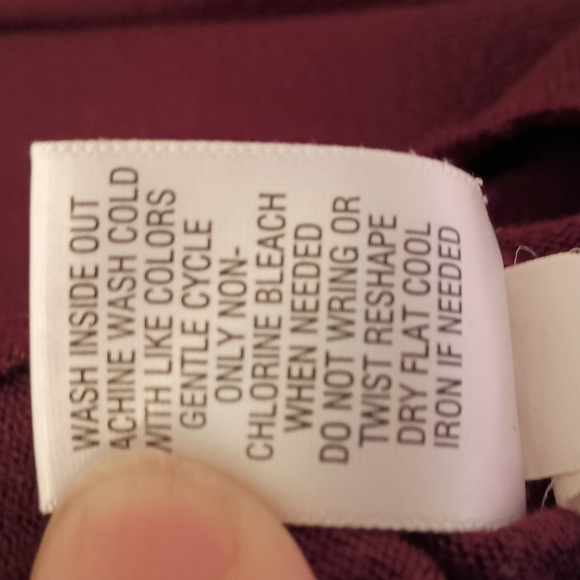 WASH INSIDE OUT
ACHINE WASH COLD
WITH LIKE COLORS
GENTLE CYCLE
ONLY NON-
CHLORINE BLEACH
WHEN NEEDED
DO NOT WRING OR
TWIST RESHAPE
DRY FLAT COOL
IRON IF NEEDED